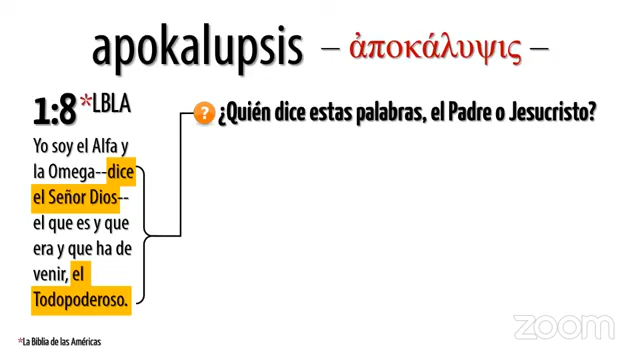 apokalupsis – ἀποκάλυψις –
1:8*LBLA
¿Quién dice estas palabras, el Padre o Jesucristo?
?
Yo soy el Alfa y
la Omega--dice
el Señor Dios--
el que es y que
era y que ha de
venir, el
Todopoderoso.
*La Biblia de las Américas
zoom